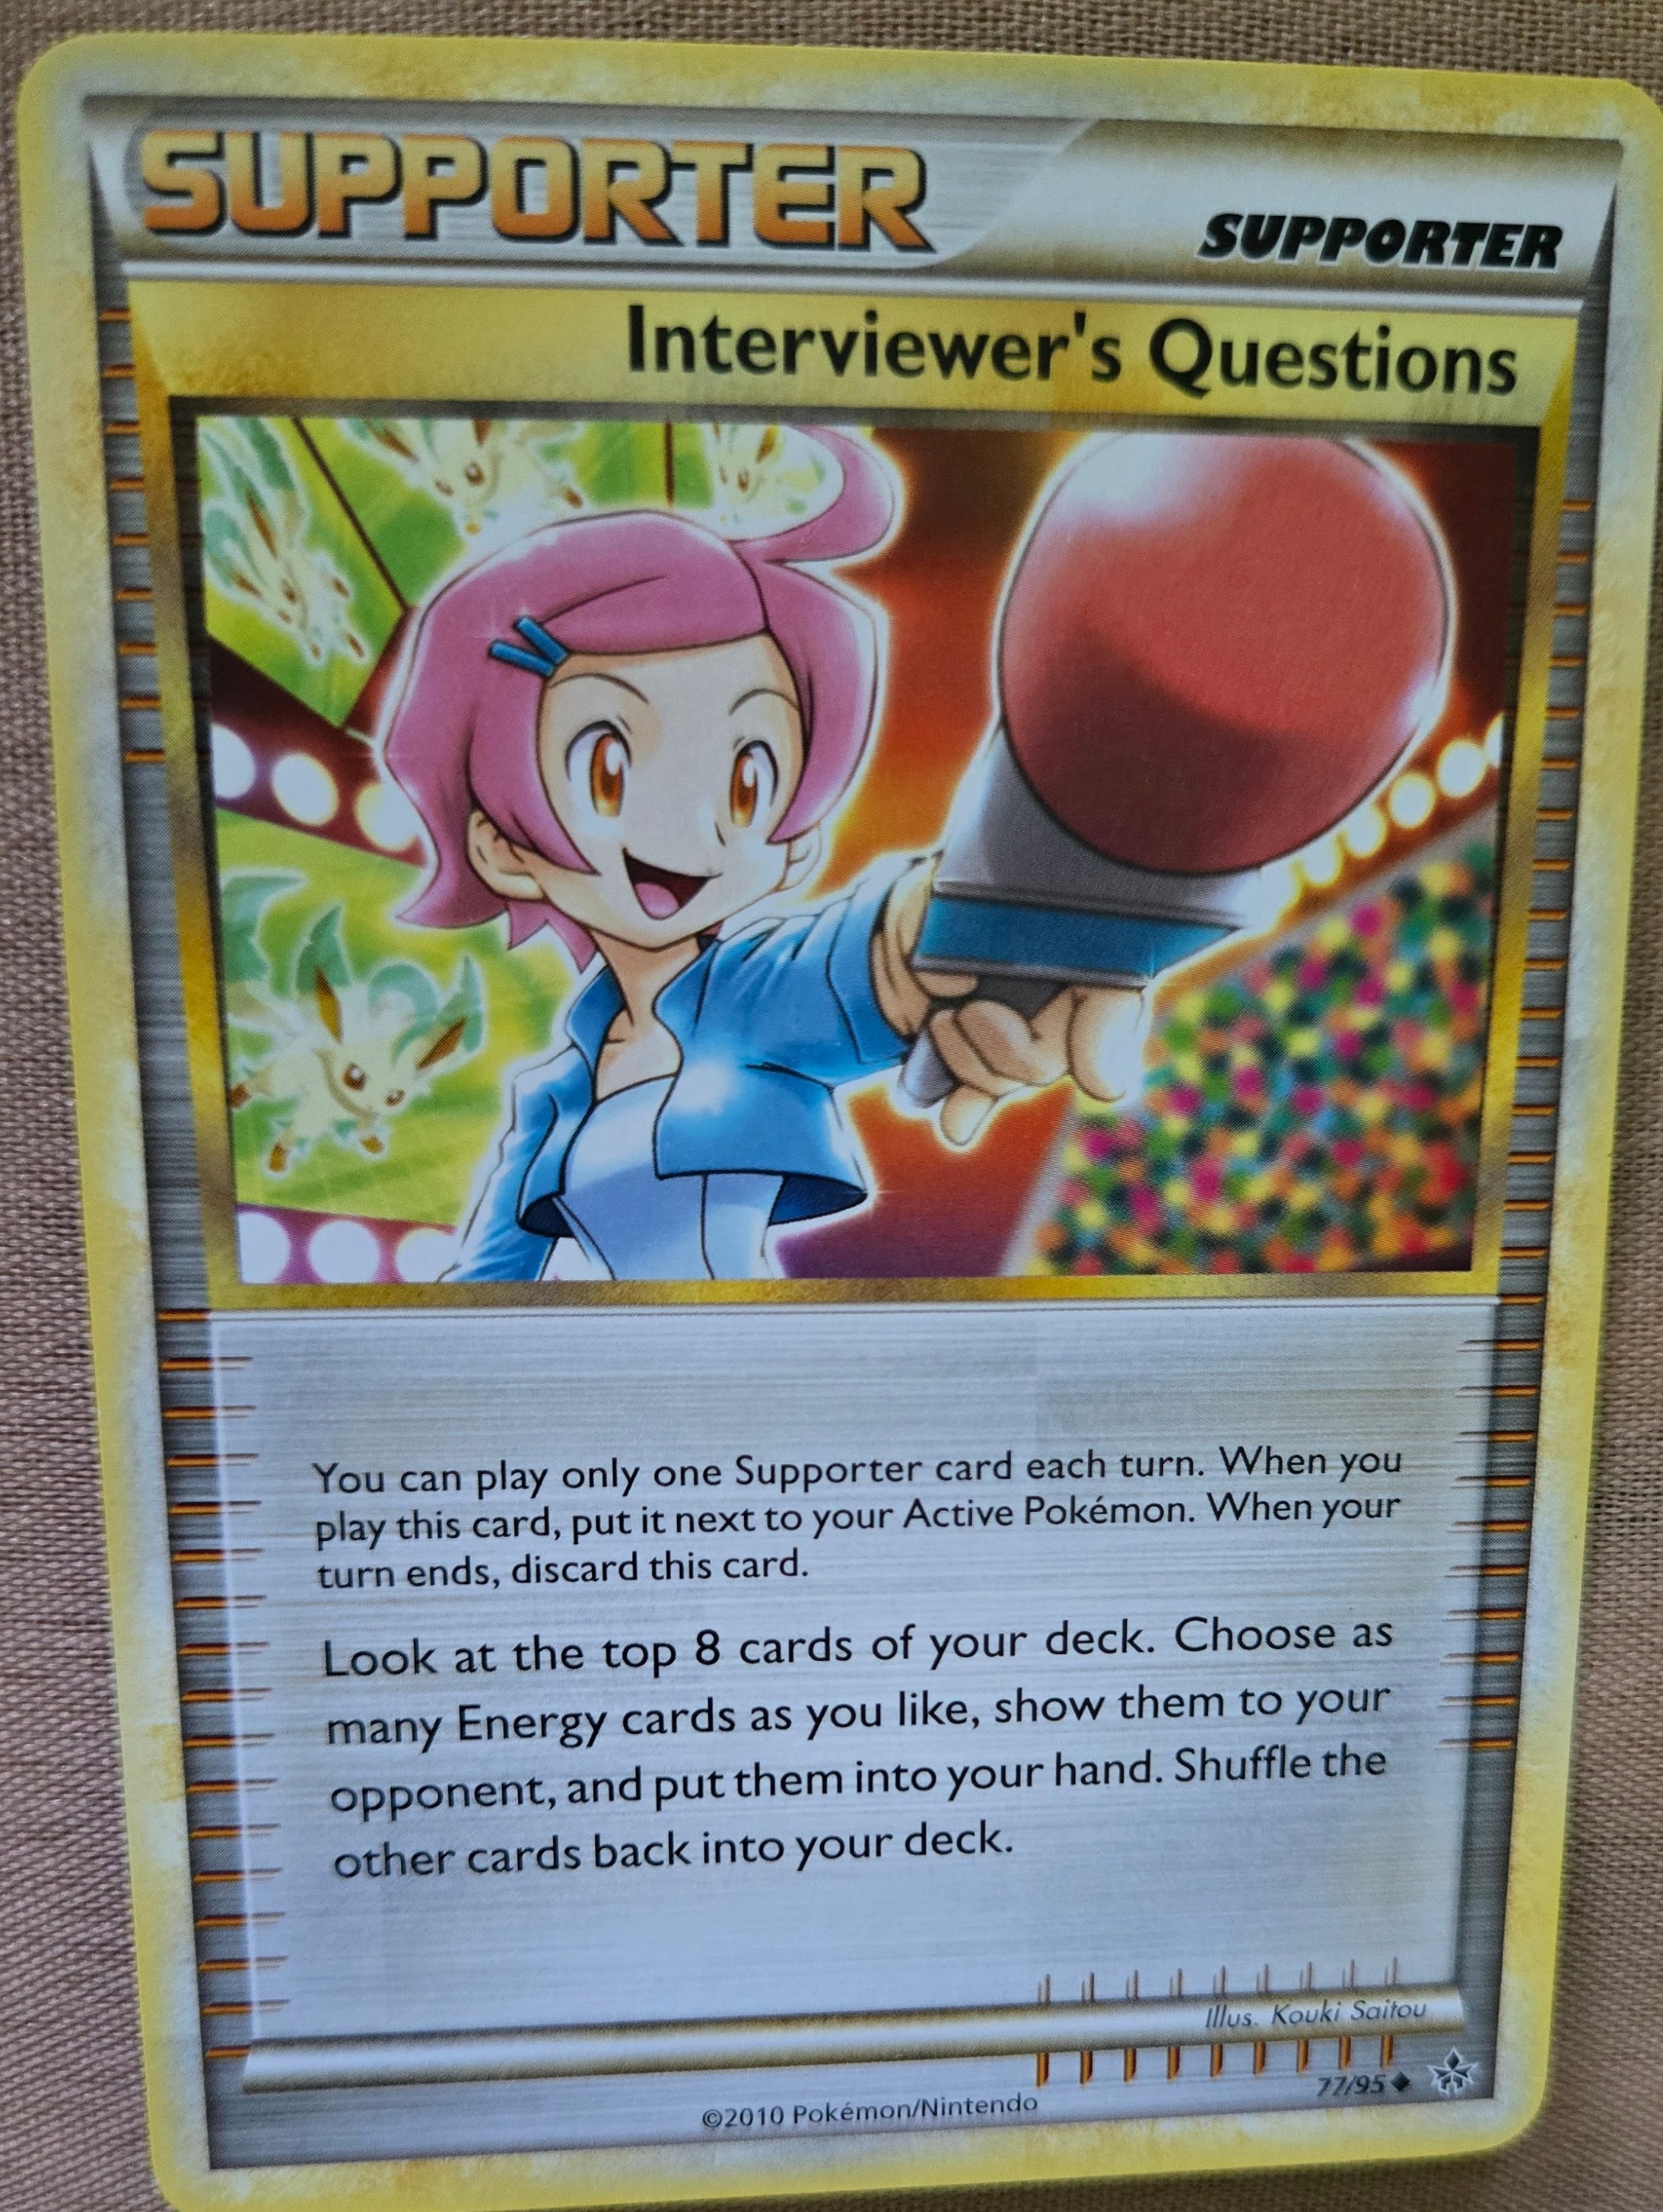 SUPPORTER
SUPPORTER
Interviewer's Questions
You can play only one Supporter card each turn. When you
play this card, put it next to your Active Pokémon. When your
turn ends, discard this card.
Look at the top 8 cards of your deck. Choose as
many Energy cards as you like, show them to your
opponent, and put them into your hand. Shuffle the
other cards back into your deck.
Illus. Kouki Saitou
77/95◆
©2010 Pokémon/Nintendo